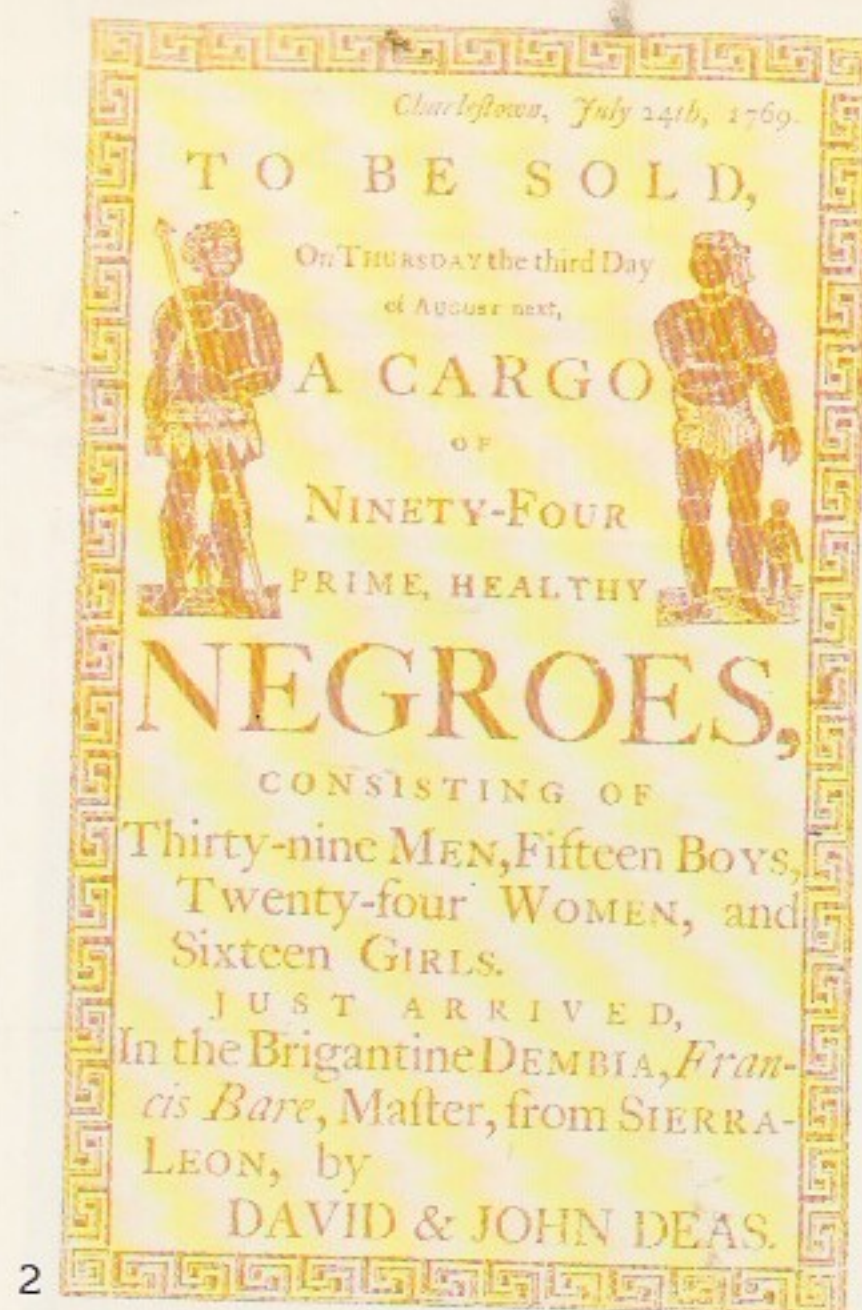 Charleſtown, July 24th, 1769.
TO BE SOLD,
On THURSDAY the third Day
of AUGUST next,
A CARGO
OF
NINETY-FOUR
PRIME, HEALTHY
NEGROES,
CONSISTING OF
Thirty-nine MEN, Fifteen BOYS,
Twenty-four WOMEN, and
Sixteen GIRLS.
JUST ARRIVED,
In the Brigantine DEMBIA, Fran-
cis Bare, Maſter, from SIERRA-
LEON, by
DAVID & JOHN DEAS.
2